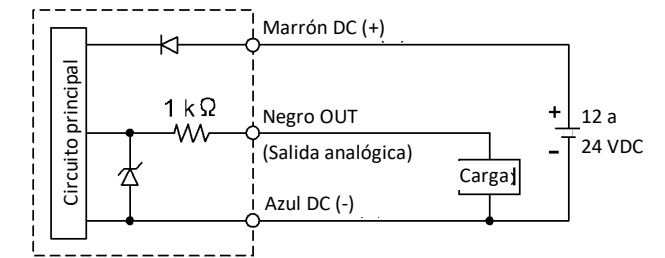 Marrón DC (+)
Circuito principal
1 kΩ
Negro OUT
(Salida analógica)
+
12 a
-
24 VDC
Carga
Azul DC (-)